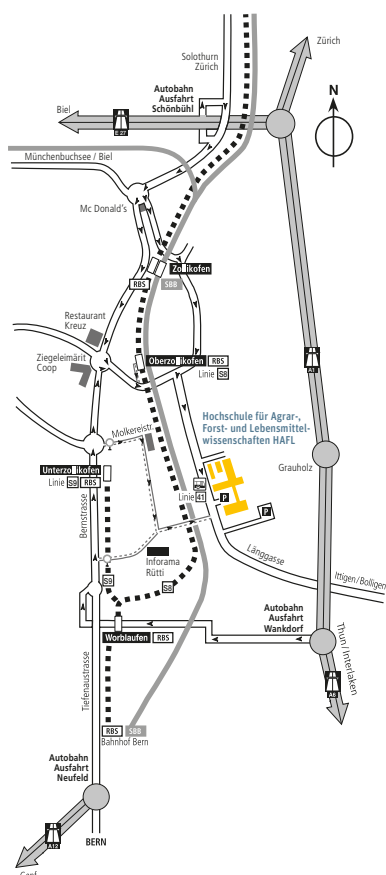 Solothurn
Zürich
Zürich
Autobahn
Ausfahrt
Schönbühl
Biel
E 27
N
Münchenbuchsee / Biel
Mc Donald's
Zollikofen
RBS
SBB
Restaurant
Kreuz
Ziegeleimärit
Coop
Oberzollikofen
RBS
Linie S8
A1
Molkereistr.
Hochschule für Agrar-,
Forst- und Lebensmittel-
wissenschaften HAFL
Grauholz
Unterzollikofen
Linie S9 RBS
Bernstrasse
Linie 41
P
P
Länggasse
Inforama
Rütti
Ittigen/Bolligen
S9
S8
Autobahn
Ausfahrt
Wankdorf
Worblaufen RBS
Thun / Interlaken
A6
Tiefenaustrasse
RBS
SBB
Bahnhof Bern
Autobahn
Ausfahrt
Neufeld
A12
BERN
Genf